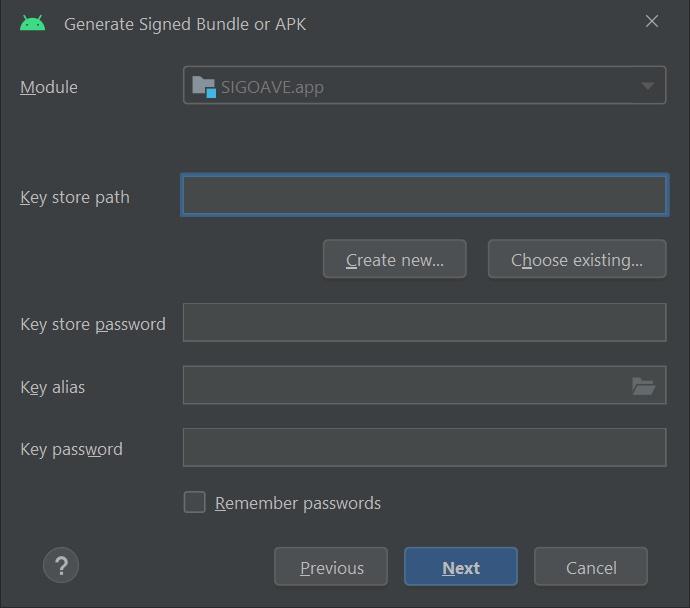 Generate Signed Bundle or APK
Module
SIGOAVE.app
Key store path
Create new...
Choose existing...
Key store password
Key alias
Key password
Remember passwords
?
Previous
Next
Cancel